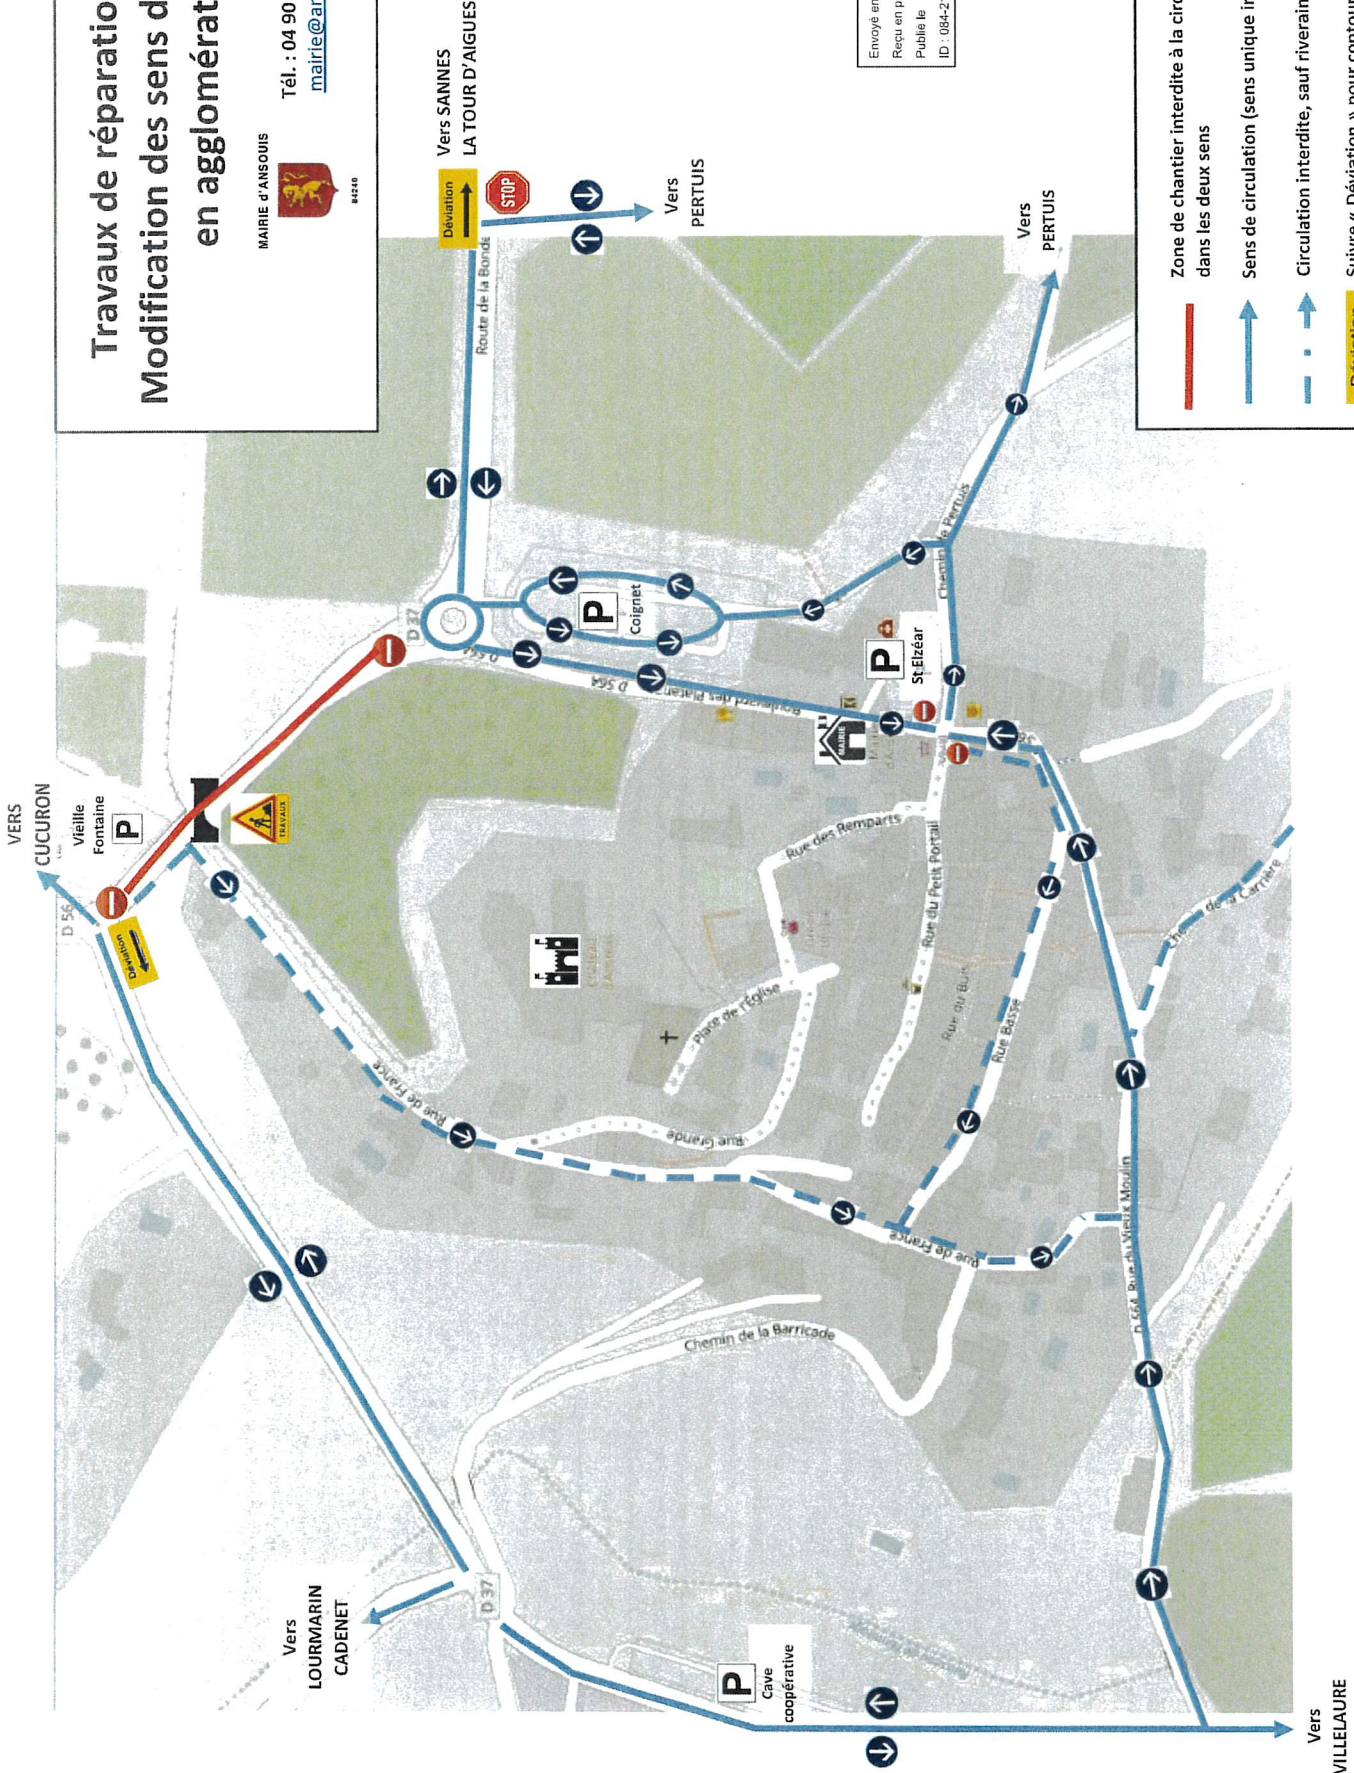 Travaux de réparatio
Modification des sens d
en agglomérat
MAIRIE d'ANSOUIS
84240
Tél. : 04 90
mairie@ar
Envoyé en
Reçu en p
Publié le
ID : 084-21
VERS
CUCURON
Vieille
Fontaine
P
D 56
Déviation
TRAVAUX
D 37
Vers SANNES
LA TOUR D'AIGUES
Déviation
STOP
Route de la Bonde
Vers
PERTUIS
Vers
PERTUIS
P
Coignet
D 56A
D 56A
Boulevard des Platan
P
St Elzéar
MAIRIE
Chemin de Pertuis
Rue des Remparts
Rue du Petit Portail
Place de l'Église
Rue Grande
Rue du Buis
Rue Basse
Rue de France
Rue de France
Chemin de la Barricade
D 56A Rue du Vieux Moulin
de la Carrière
Vers
LOURMARIN
CADENET
D 37
P
Cave
coopérative
Vers
VILLELAURE
Zone de chantier interdite à la circ
dans les deux sens
Sens de circulation (sens unique in
Circulation interdite, sauf riverain
Déviation
Suivre « Déviation » pour contour